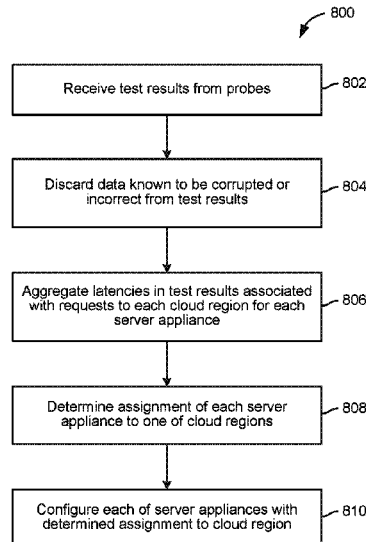 800
Receive test results from probes
802
Discard data known to be corrupted or
incorrect from test results
804
Aggregate latencies in test results associated
with requests to each cloud region for each
server appliance
806
Determine assignment of each server
appliance to one of cloud regions
808
Configure each of server appliances with
determined assignment to cloud region
810